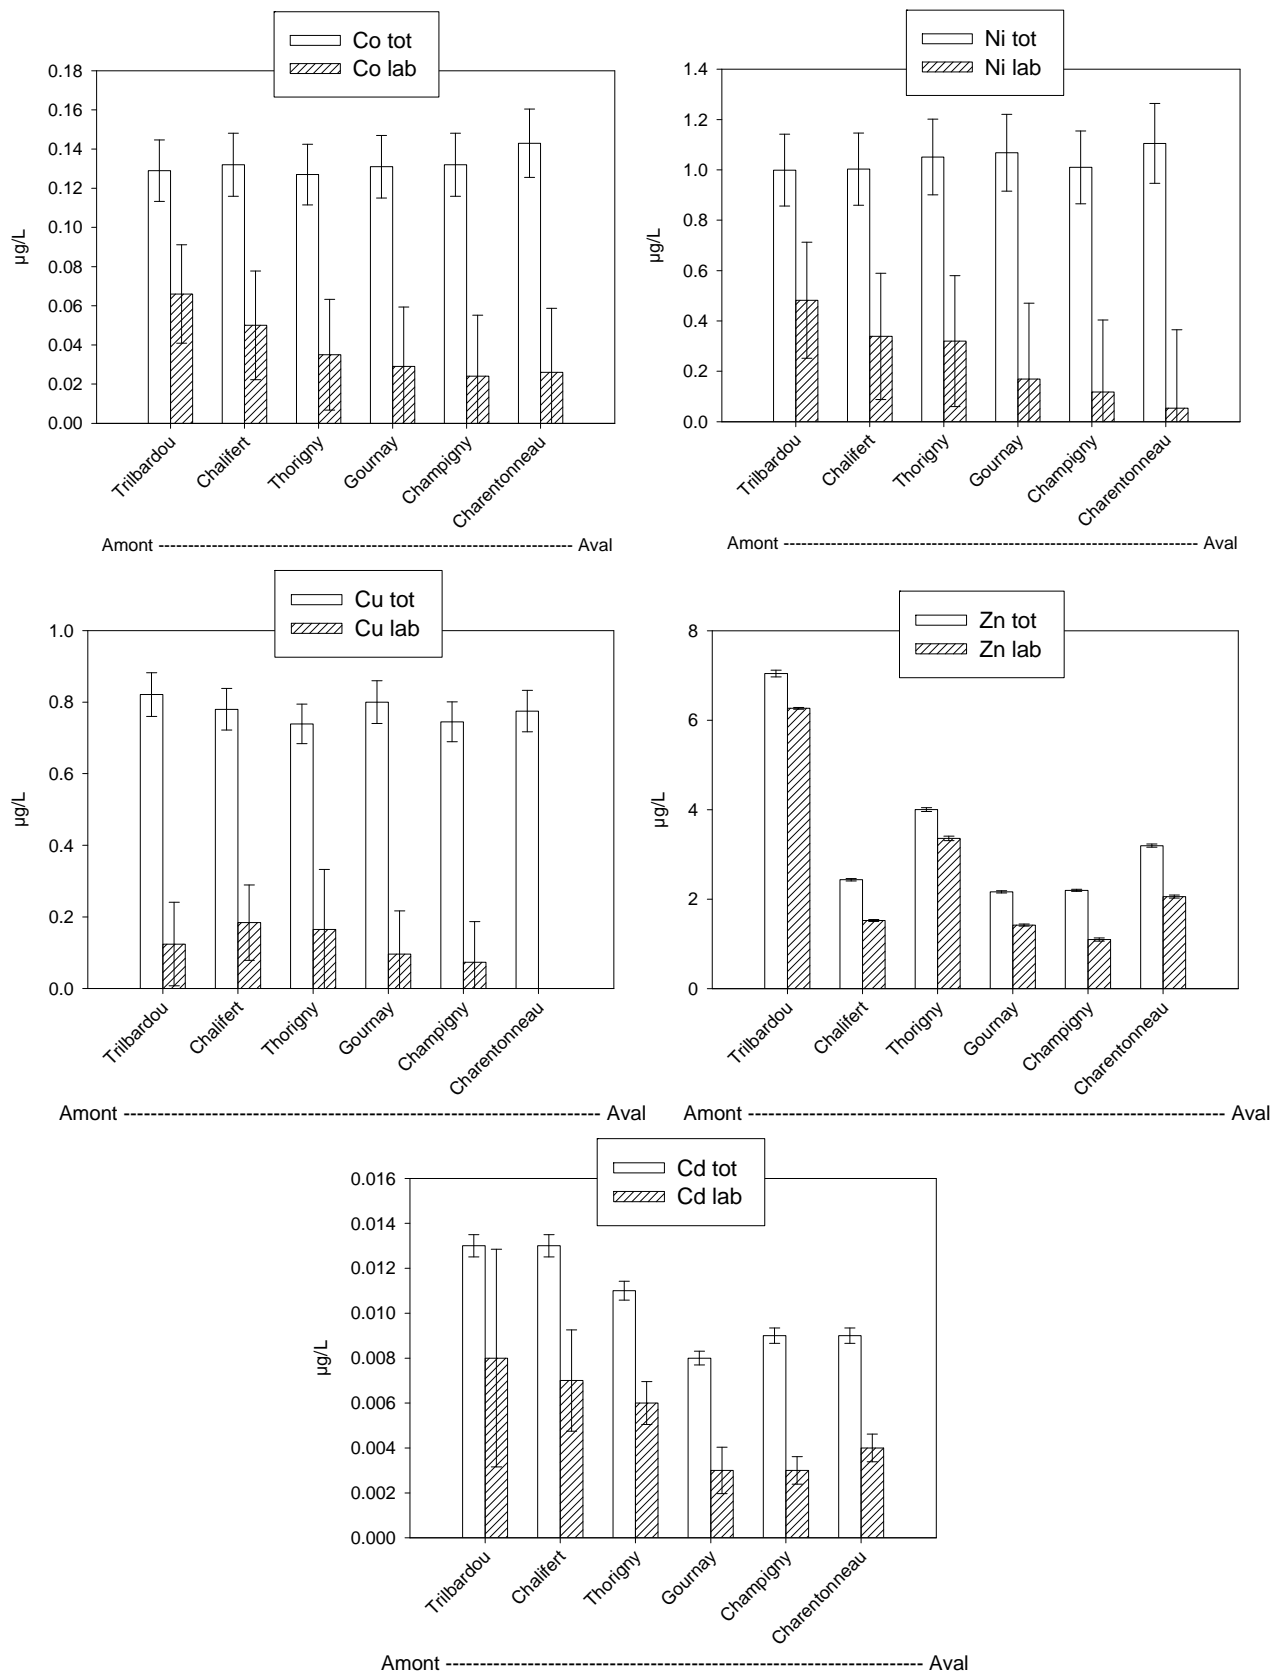 Co tot
Co lab
0.18
0.16
0.14
0.12
0.10
0.08
0.06
0.04
0.02
0.00
µg/L
Trilbardou
Chalifert
Thorigny
Gournay
Champigny
Charentonneau
Amont ---------------------------------------------------------------------- Aval
Ni tot
Ni lab
1.4
1.2
1.0
0.8
0.6
0.4
0.2
0.0
µg/L
Trilbardou
Chalifert
Thorigny
Gournay
Champigny
Charentonneau
Amont ---------------------------------------------------------------------- Aval
Cu tot
Cu lab
1.0
0.8
0.6
0.4
0.2
0.0
µg/L
Trilbardou
Chalifert
Thorigny
Gournay
Champigny
Charentonneau
Amont ---------------------------------------------------------------------- Aval
Zn tot
Zn lab
8
6
4
2
0
µg/L
Trilbardou
Chalifert
Thorigny
Gournay
Champigny
Charentonneau
Amont ---------------------------------------------------------------------- Aval
Cd tot
Cd lab
0.016
0.014
0.012
0.010
0.008
0.006
0.004
0.002
0.000
µg/L
Trilbardou
Chalifert
Thorigny
Gournay
Champigny
Charentonneau
Amont ---------------------------------------------------------------------- Aval